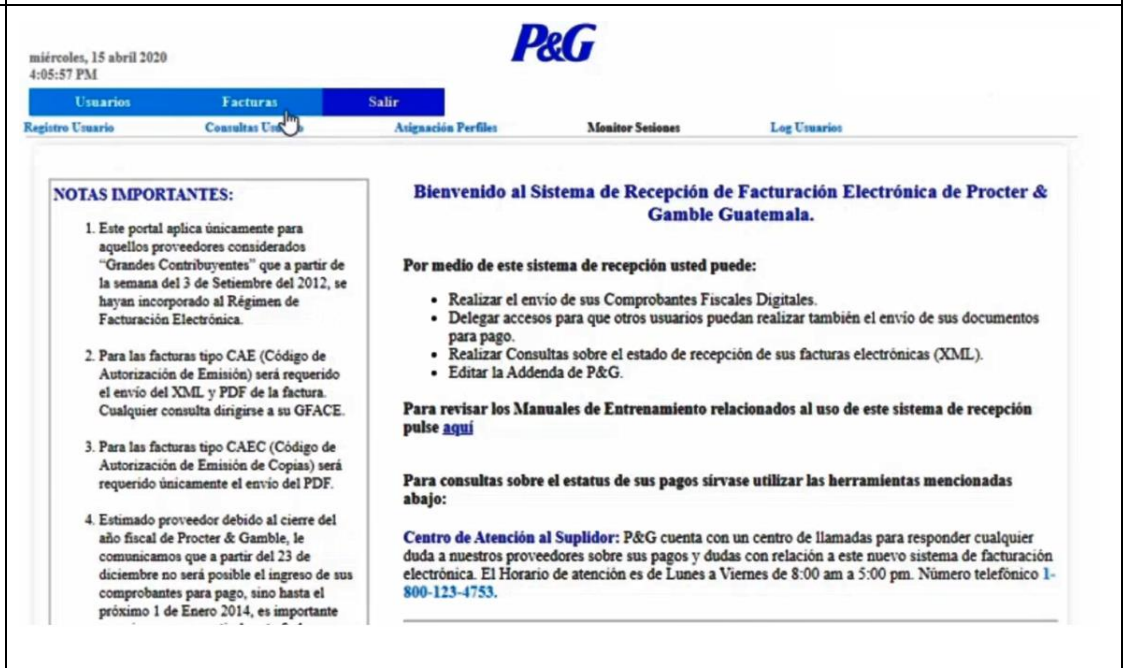 P&G
miércoles, 15 abril 2020
4:05:57 PM
Usuarios Facturas Salir
Registro Usuario Consultas Asignación Perfiles Monitor Sesiones Log Usuarios
NOTAS IMPORTANTES:
1. Este portal aplica únicamente para
aquellos proveedores considerados
“Grandes Contribuyentes” que a partir de
la semana del 3 de Setiembre del 2012, se
hayan incorporado al Régimen de
Facturación Electrónica.
2. Para las facturas tipo CAE (Código de
Autorización de Emisión) será requerido
el envío del XML y PDF de la factura.
Cualquier consulta dirigirse a su GFACE.
3. Para las facturas tipo CAEC (Código de
Autorización de Emisión de Copias) será
requerido únicamente el envío del PDF.
4. Estimado proveedor debido al cierre del
año fiscal de Procter & Gamble, le
comunicamos que a partir del 23 de
diciembre no será posible el ingreso de sus
comprobantes para pago, sino hasta el
próximo 1 de Enero 2014, es importante
Bienvenido al Sistema de Recepción de Facturación Electrónica de Procter &
Gamble Guatemala.
Por medio de este sistema de recepción usted puede:
• Realizar el envío de sus Comprobantes Fiscales Digitales.
• Delegar accesos para que otros usuarios puedan realizar también el envío de sus documentos
para pago.
• Realizar Consultas sobre el estado de recepción de sus facturas electrónicas (XML).
• Editar la Addenda de P&G.
Para revisar los Manuales de Entrenamiento relacionados al uso de este sistema de recepción
pulse aquí
Para consultas sobre el estatus de sus pagos sírvase utilizar las herramientas mencionadas
abajo:
Centro de Atención al Suplidor: P&G cuenta con un centro de llamadas para responder cualquier
duda a nuestros proveedores sobre sus pagos y dudas con relación a este nuevo sistema de facturación
electrónica. El Horario de atención es de Lunes a Viernes de 8:00 am a 5:00 pm. Número telefónico 1-
800-123-4753.